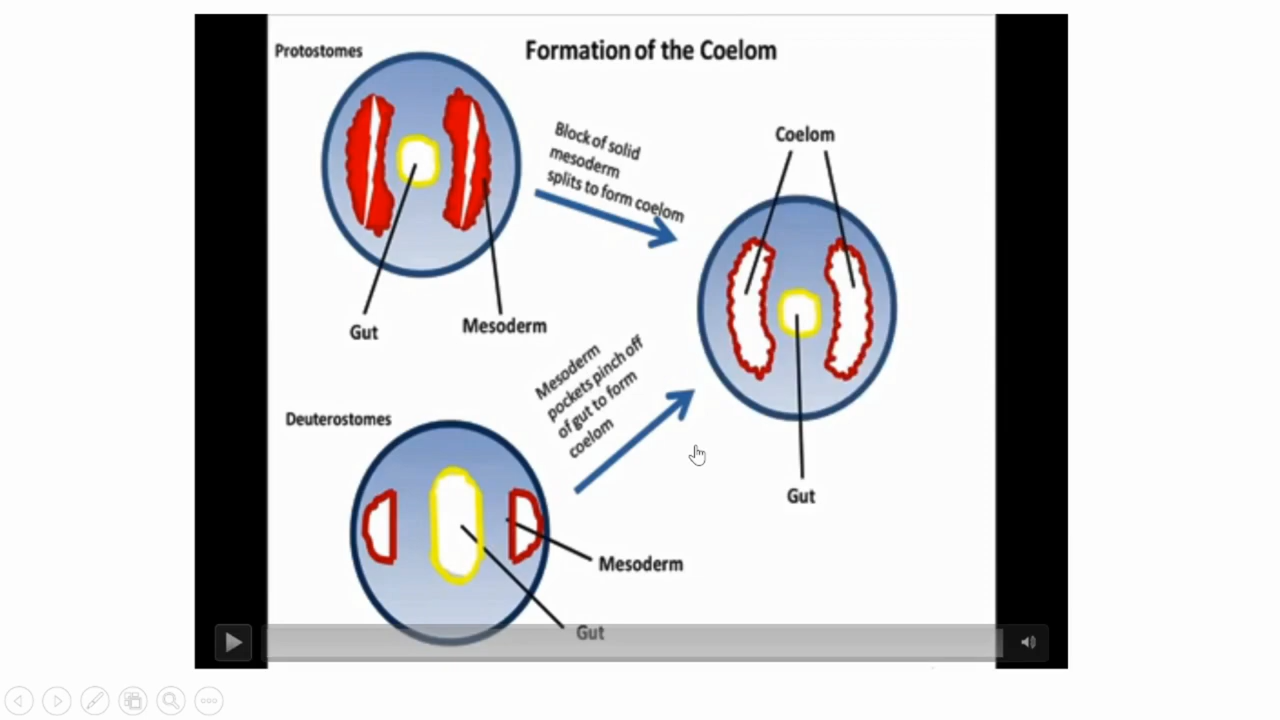 Protostomes
Formation of the Coelom
Block of solid
mesoderm
splits to form coelom
Coelom
Gut
Mesoderm
Mesoderm
pockets pinch off
of gut to form
coelom
Deuterostomes
Gut
Mesoderm
Gut